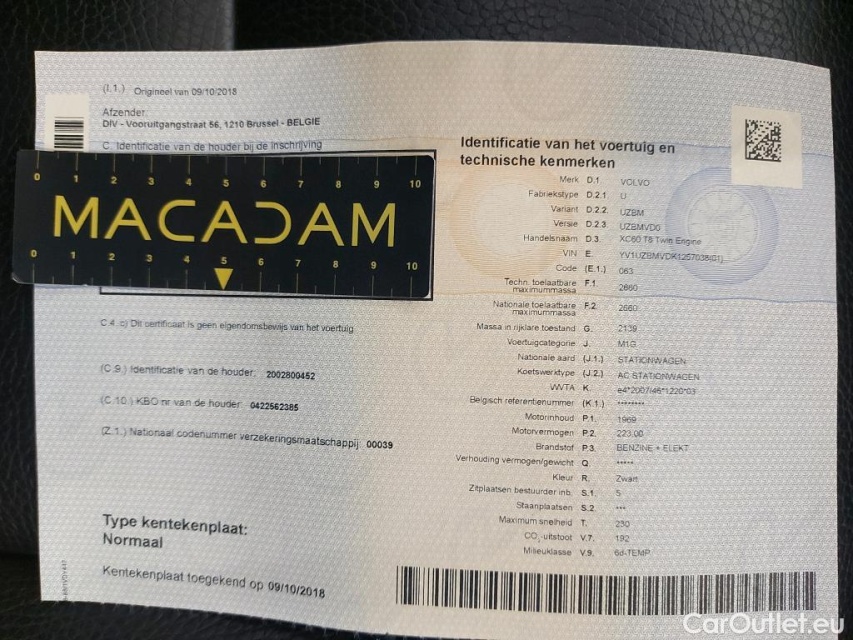 (I.1.) Origineel van 09/10/2018
Afzender:
DIV - Vooruitgangstraat 56, 1210 Brussel - BELGIE
C. Identificatie van de houder bij de inschrijving
0 1 2 3 4 5 6 7 8 9 10
MACADAM
0 1 2 3 4 5 6 7 8 9 10
C.4. c) Dit certificaat is geen eigendomsbewijs van het voertuig
(C.9.) Identificatie van de houder: 2002800452
(C.10.) KBO nr van de houder: 0422562385
(Z.1.) Nationaal codenummer verzekeringsmaatschappij: 00039
Type kentekenplaat:
Normaal
Kentekenplaat toegekend op 09/10/2018
Identificatie van het voertuig en
technische kenmerken
Merk D.1. VOLVO
Fabriekstype D.2.1. U
Variant D.2.2. UZBM
Versie D.2.3. UZBMVD0
Handelsnaam D.3. XC60 T8 Twin Engine
VIN E.
Code (E.1.) 063
Techn. toelaatbare maximummassa F.1. 2660
Nationale toelaatbare maximummassa F.2. 2660
Massa in rijklare toestand G. 2139
Voertuigcategorie J. M1G
Nationale aard (J.1.) STATIONWAGEN
Koetswerktype (J.2.) AC STATIONWAGEN
WVTA K. e4*2007/46*1220*03
Belgisch referentienummer (K.1.) ********
Motorinhoud P.1. 1969
Motorvermogen P.2. 223,00
Brandstof P.3. BENZINE + ELEKT
Verhouding vermogen/gewicht Q. *****
Kleur R. Zwart
Zitplaatsen bestuurder inb. S.1. 5
Staanplaatsen S.2. ***
Maximum snelheid T. 230
CO₂-uitstoot V.7. 192
Milieuklasse V.9. 6d-TEMP
CarOutlet.eu